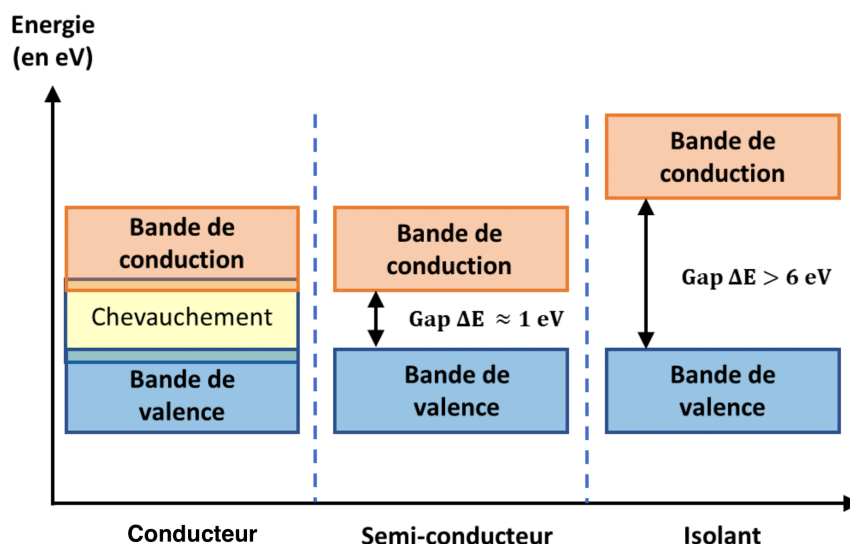 Energie
(en eV)
Bande de
conduction
Chevauchement
Bande de
valence
Bande de
conduction
Gap ΔE ≈ 1 eV
Bande de
valence
Bande de
conduction
Gap ΔE > 6 eV
Bande de
valence
Conducteur
Semi-conducteur
Isolant